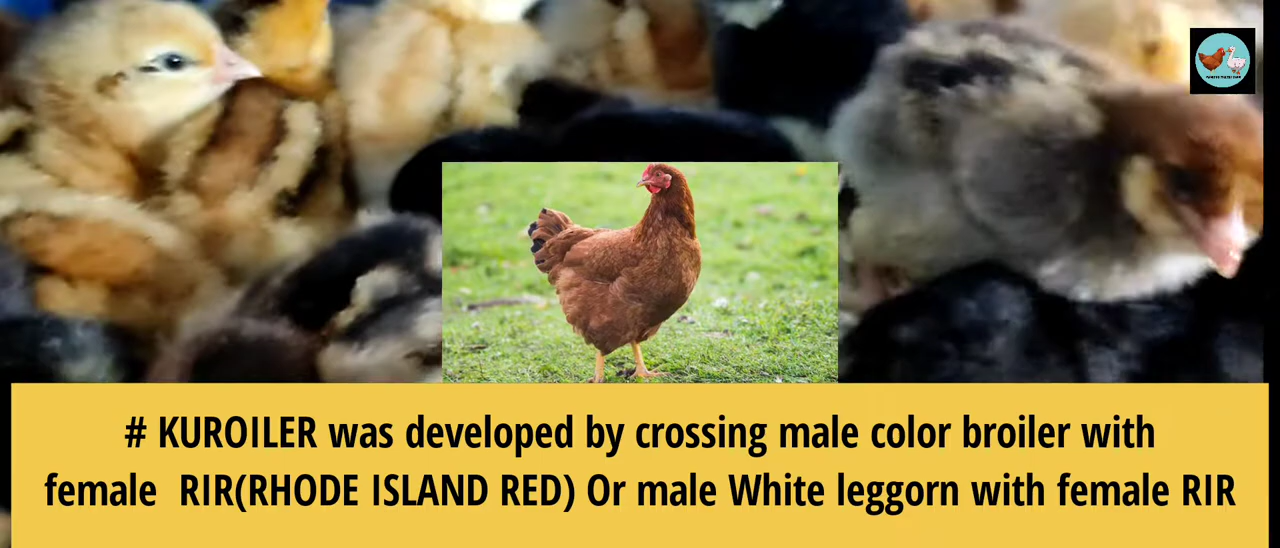 # KUROILER was developed by crossing male color broiler with
female RIR(RHODE ISLAND RED) Or male White leggorn with female RIR